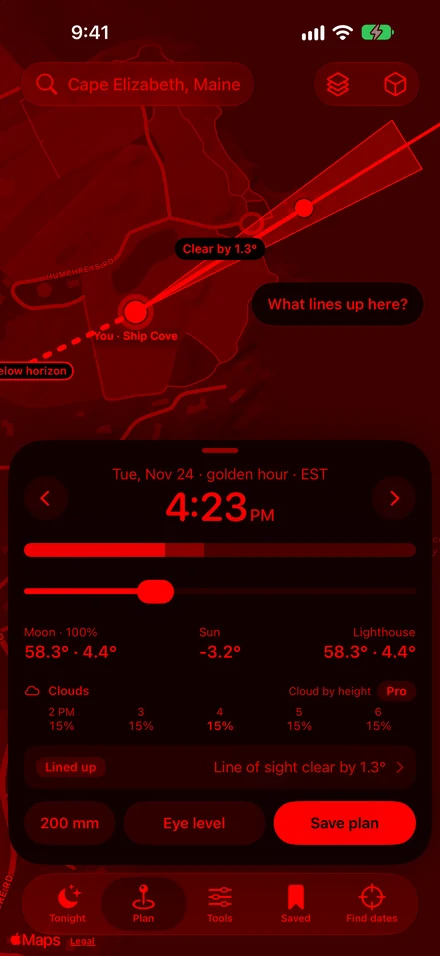 9:41
Cape Elizabeth, Maine
HUMPHREYS RD
Clear by 1.3°
What lines up here?
You · Ship Cove
elow horizon
Tue, Nov 24 · golden hour · EST
4:23 PM
Moon · 100% Sun Lighthouse
58.3° · 4.4° -3.2° 58.3° · 4.4°
Clouds Cloud by height Pro
2 PM 3 4 5 6
15% 15% 15% 15% 15%
Lined up Line of sight clear by 1.3°
200 mm Eye level Save plan
Tonight Plan Tools Saved Find dates
Maps Legal